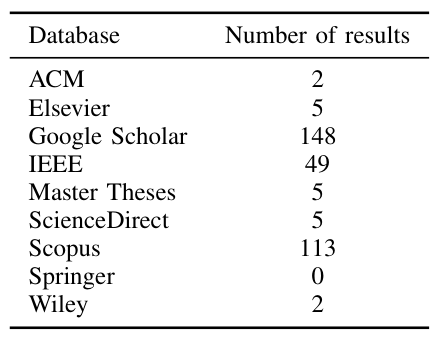 Database Number of results
ACM 2
Elsevier 5
Google Scholar 148
IEEE 49
Master Theses 5
ScienceDirect 5
Scopus 113
Springer 0
Wiley 2